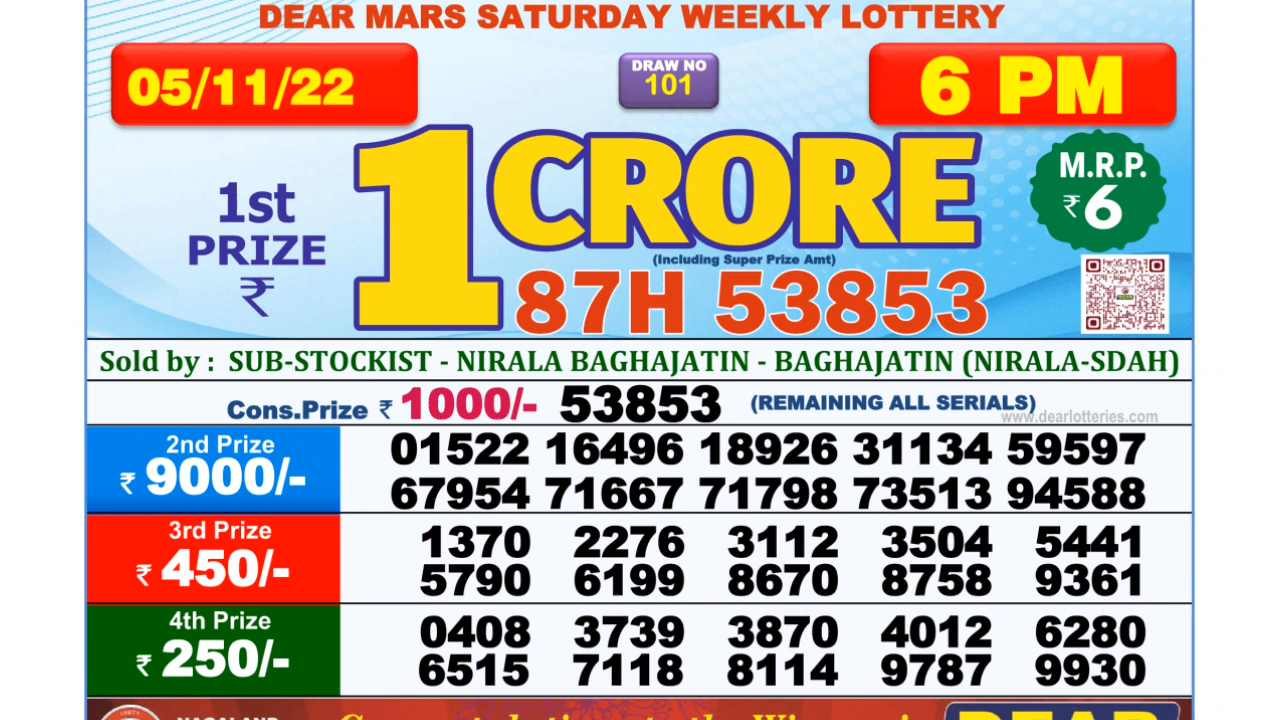 DEAR MARS SATURDAY WEEKLY LOTTERY
05/11/22
DRAW NO
101
6 PM
1st
PRIZE
₹
1 CRORE
(Including Super Prize Amt)
87H 53853
M.R.P.
₹ 6
Sold by : SUB-STOCKIST - NIRALA BAGHAJATIN - BAGHAJATIN (NIRALA-SDAH)
Cons.Prize ₹ 1000/- 53853 (REMAINING ALL SERIALS)
www.dearlotteries.com
2nd Prize
₹ 9000/-
01522 16496 18926 31134 59597
67954 71667 71798 73513 94588
3rd Prize
₹ 450/-
1370 2276 3112 3504 5441
5790 6199 8670 8758 9361
4th Prize
₹ 250/-
0408 3739 3870 4012 6280
6515 7118 8114 9787 9930
NAGALAND
DEAR